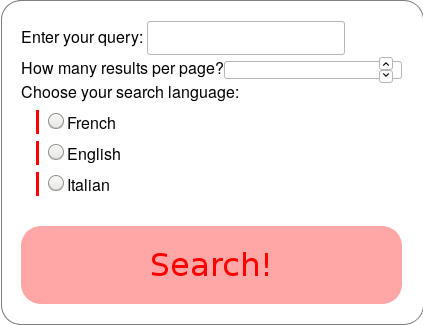 Enter your query:
How many results per page?
Choose your search language:
French
English
Italian
Search!